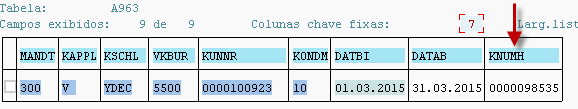 Tabela: A963
Campos exibidos: 9 de 9 Colunas chave fixas: 7 Larg.list
MANDT KAPPL KSCHL VKBUR KUNNR KONDM DATBI DATAB KNUMH
300 V YDEC 5500 0000100923 10 01.03.2015 31.03.2015 0000098535